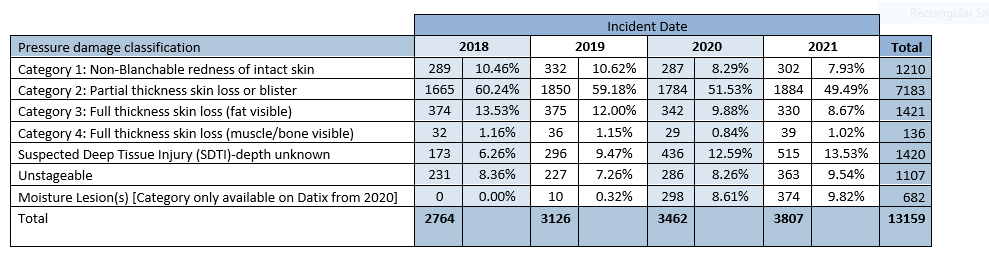 Rectangular Sn
Incident Date
Pressure damage classification 2018 2019 2020 2021 Total
Category 1: Non-Blanchable redness of intact skin 289 10.46% 332 10.62% 287 8.29% 302 7.93% 1210
Category 2: Partial thickness skin loss or blister 1665 60.24% 1850 59.18% 1784 51.53% 1884 49.49% 7183
Category 3: Full thickness skin loss (fat visible) 374 13.53% 375 12.00% 342 9.88% 330 8.67% 1421
Category 4: Full thickness skin loss (muscle/bone visible) 32 1.16% 36 1.15% 29 0.84% 39 1.02% 136
Suspected Deep Tissue Injury (SDTI)-depth unknown 173 6.26% 296 9.47% 436 12.59% 515 13.53% 1420
Unstageable 231 8.36% 227 7.26% 286 8.26% 363 9.54% 1107
Moisture Lesion(s) [Category only available on Datix from 2020] 0 0.00% 10 0.32% 298 8.61% 374 9.82% 682
Total 2764 3126 3462 3807 13159